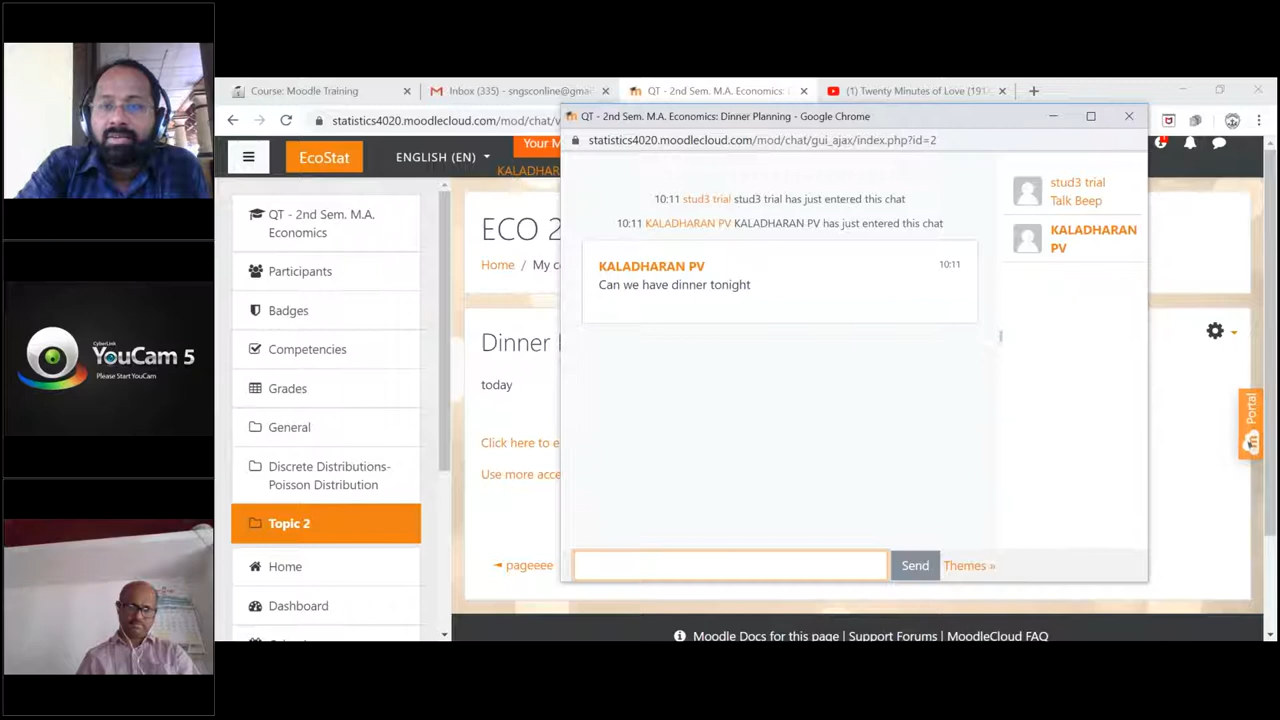 CyberLink
YouCam 5
Please Start YouCam
Course: Moodle Training
Inbox (335) - sngsconline@gma
QT - 2nd Sem. M.A. Economics:
(1) Twenty Minutes of Love (191
statistics4020.moodlecloud.com/mod/chat/v
EcoStat
ENGLISH (EN)
Your M
KALADHARAN
QT - 2nd Sem. M.A.
Economics
Participants
Badges
Competencies
Grades
General
Discrete Distributions-
Poisson Distribution
Topic 2
Home
Dashboard
ECO 2
Home / My c
Dinner
today
Click here to e
Use more acce
◄ pageeee
QT - 2nd Sem. M.A. Economics: Dinner Planning - Google Chrome
statistics4020.moodlecloud.com/mod/chat/gui_ajax/index.php?id=2
10:11 stud3 trial stud3 trial has just entered this chat
10:11 KALADHARAN PV KALADHARAN PV has just entered this chat
KALADHARAN PV 10:11
Can we have dinner tonight
stud3 trial
Talk Beep
KALADHARAN
PV
Send Themes »
Portal
Moodle Docs for this page | Support Forums | MoodleCloud FAQ